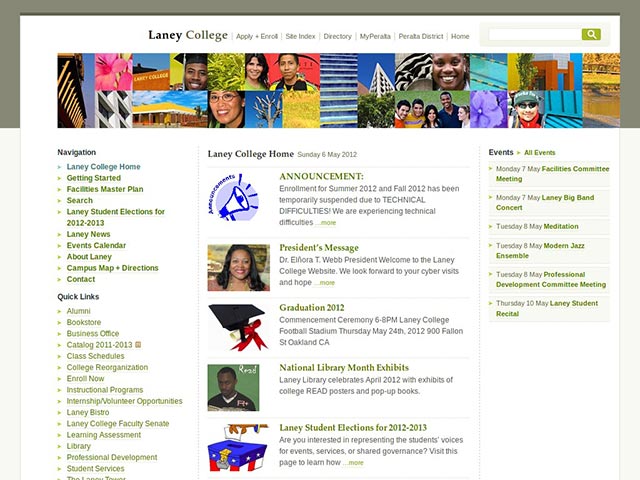 Laney College
Apply + Enroll
Site Index
Directory
MyPeralta
Peralta District
Home
LANEY COLLEGE
Navigation
Laney College Home
Getting Started
Facilities Master Plan
Search
Laney Student Elections for
2012-2013
Laney News
Events Calendar
About Laney
Campus Map + Directions
Contact
Quick Links
Alumni
Bookstore
Business Office
Catalog 2011-2013
Class Schedules
College Reorganization
Enroll Now
Instructional Programs
Internship/Volunteer Opportunities
Laney Bistro
Laney College Faculty Senate
Learning Assessment
Library
Professional Development
Student Services
The Laney Tower
Laney College Home Sunday 6 May 2012
Announcements
ANNOUNCEMENT:
Enrollment for Summer 2012 and Fall 2012 has been
temporarily suspended due to TECHNICAL
DIFFICULTIES! We are experiencing technical
difficulties ...more
President's Message
Dr. Elñora T. Webb President Welcome to the Laney
College Website. We look forward to your cyber visits
and hope ...more
Graduation 2012
Commencement Ceremony 6-8PM Laney College
Football Stadium Thursday May 24th, 2012 900 Fallon
St Oakland CA
Read
National Library Month Exhibits
Laney Library celebrates April 2012 with exhibits of
college READ posters and pop-up books.
Laney Student Elections for 2012-2013
Are you interested in representing the students' voices
for events, services, or shared governance? Visit this
page to learn how ...more
Events
All Events
Monday 7 May Facilities Committee
Meeting
Monday 7 May Laney Big Band
Concert
Tuesday 8 May Meditation
Tuesday 8 May Modern Jazz
Ensemble
Tuesday 8 May Professional
Development Committee Meeting
Thursday 10 May Laney Student
Recital